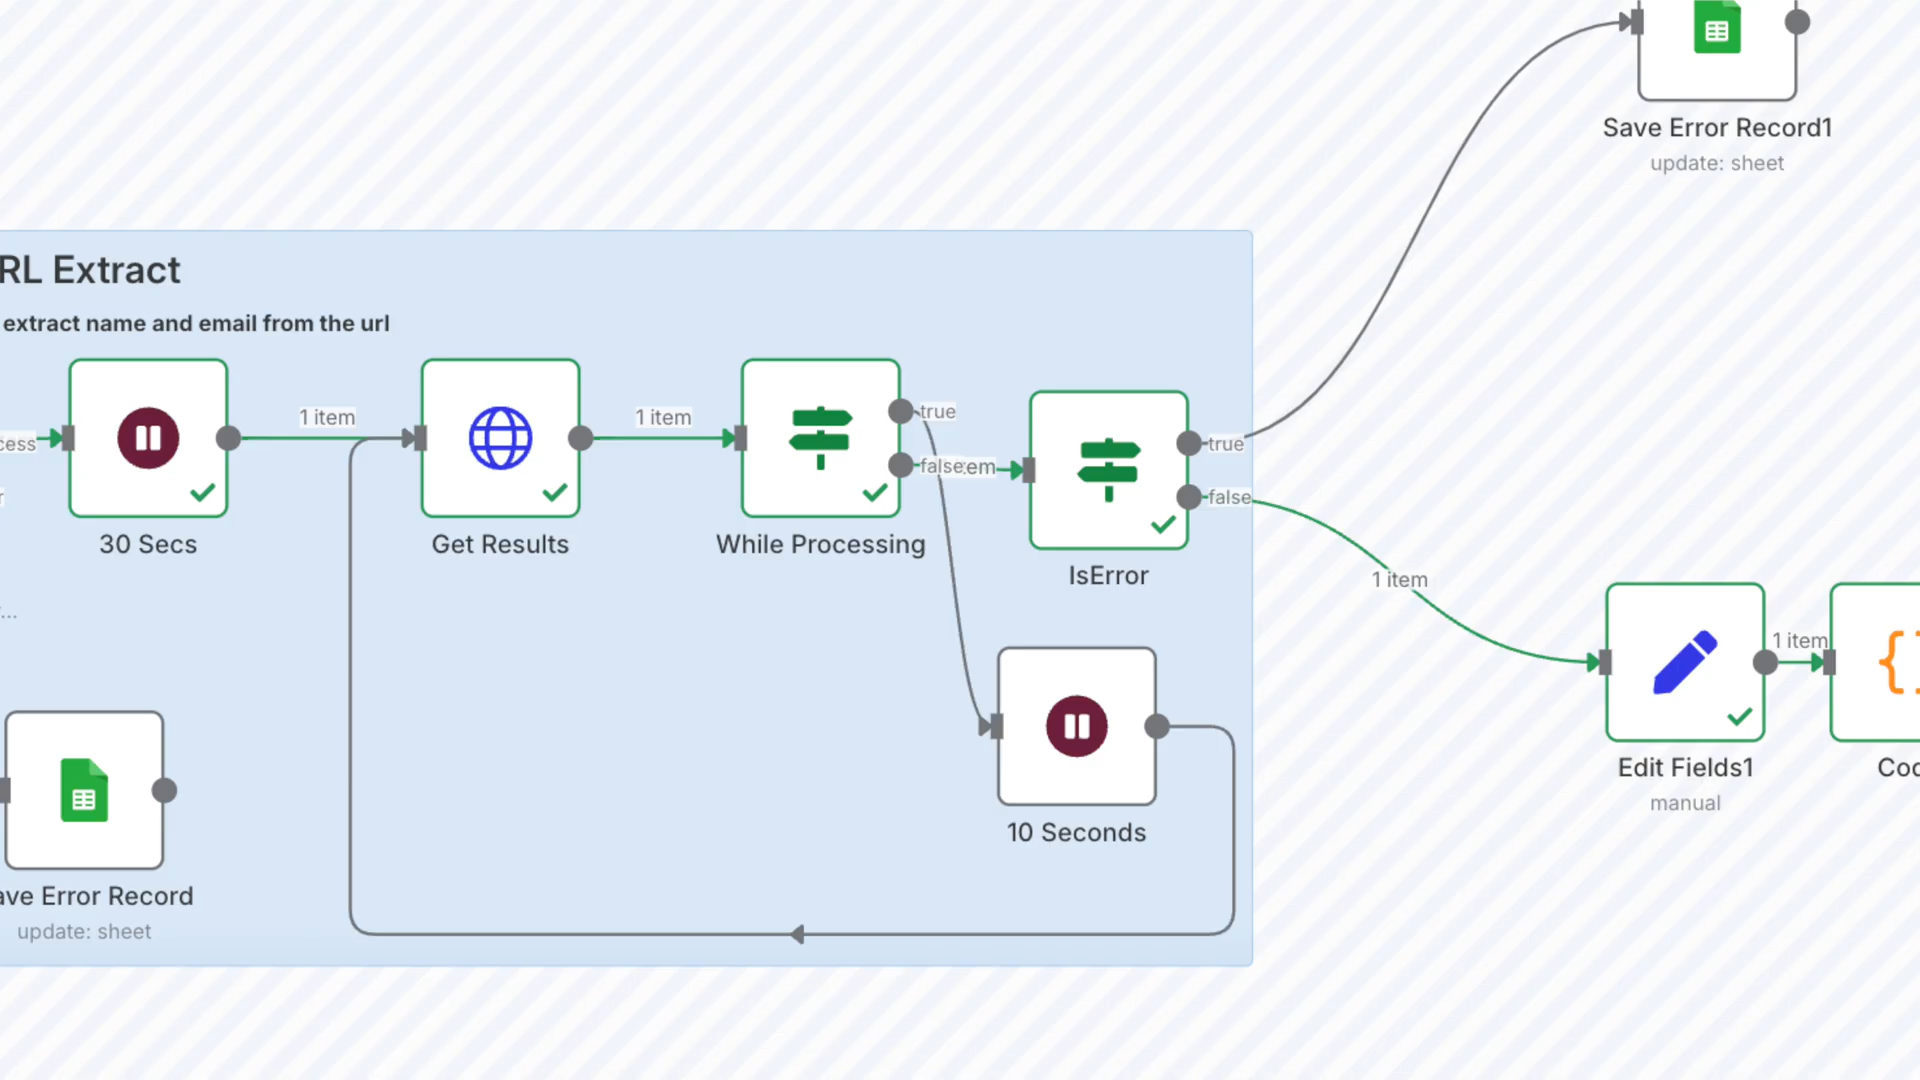 Save Error Record1
update: sheet
RL Extract
extract name and email from the url
cess
1 item
1 item
true
false
em
true
false
30 Secs
Get Results
While Processing
IsError
1 item
1 item
10 Seconds
Edit Fields1
manual
Coc
ave Error Record
update: sheet